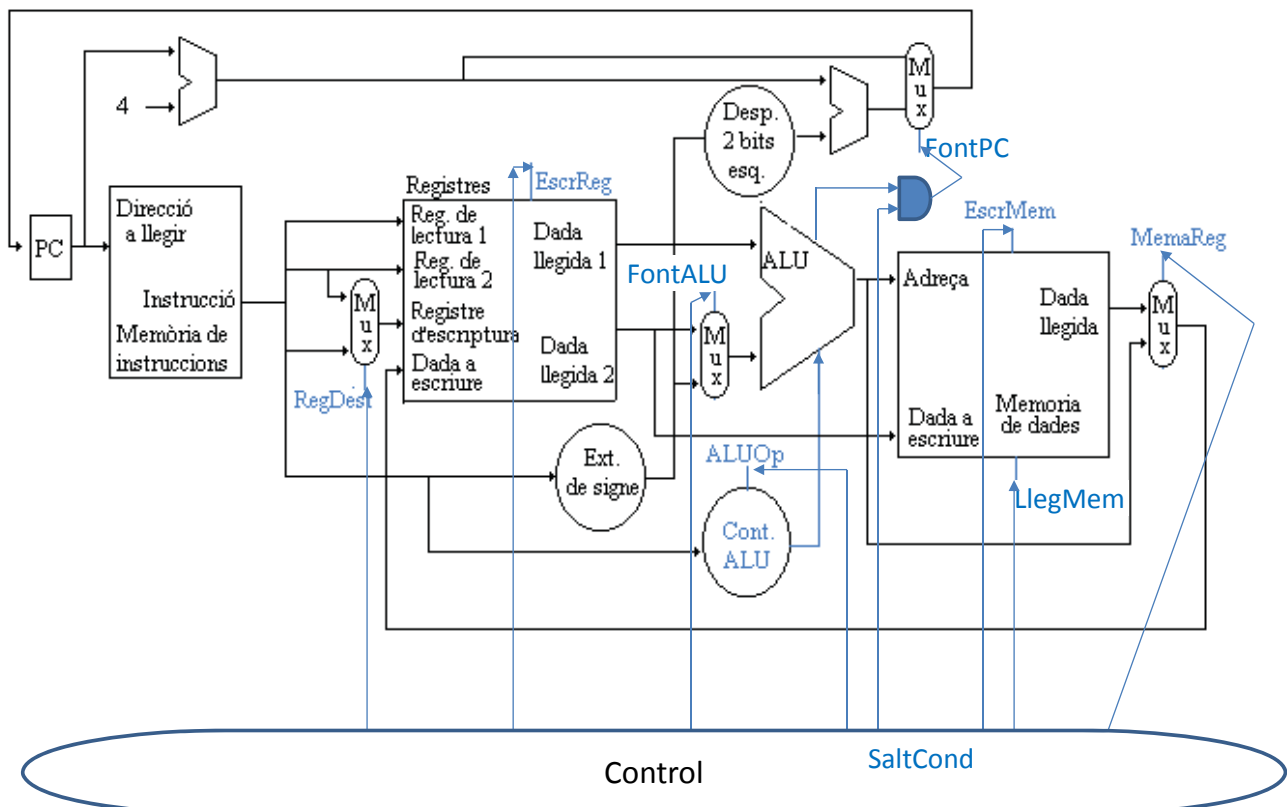 4
M
u
x
Desp.
2 bits
esq.
FontPC
Registres
EscrReg
EscrMem
MemaReg
PC
Direcció
a llegir
Instrucció
Memòria de
instruccions
M
u
x
RegDest
Reg. de
lectura 1
Reg. de
lectura 2
Registre
d'escriptura
Dada a
escriure
Dada
llegida 1
Dada
llegida 2
FontALU
M
u
x
ALU
Adreça
Dada
llegida
Dada a
escriure
Memoria
de dades
M
u
x
Ext.
de signe
ALUOp
Cont.
ALU
LlegMem
SaltCond
Control